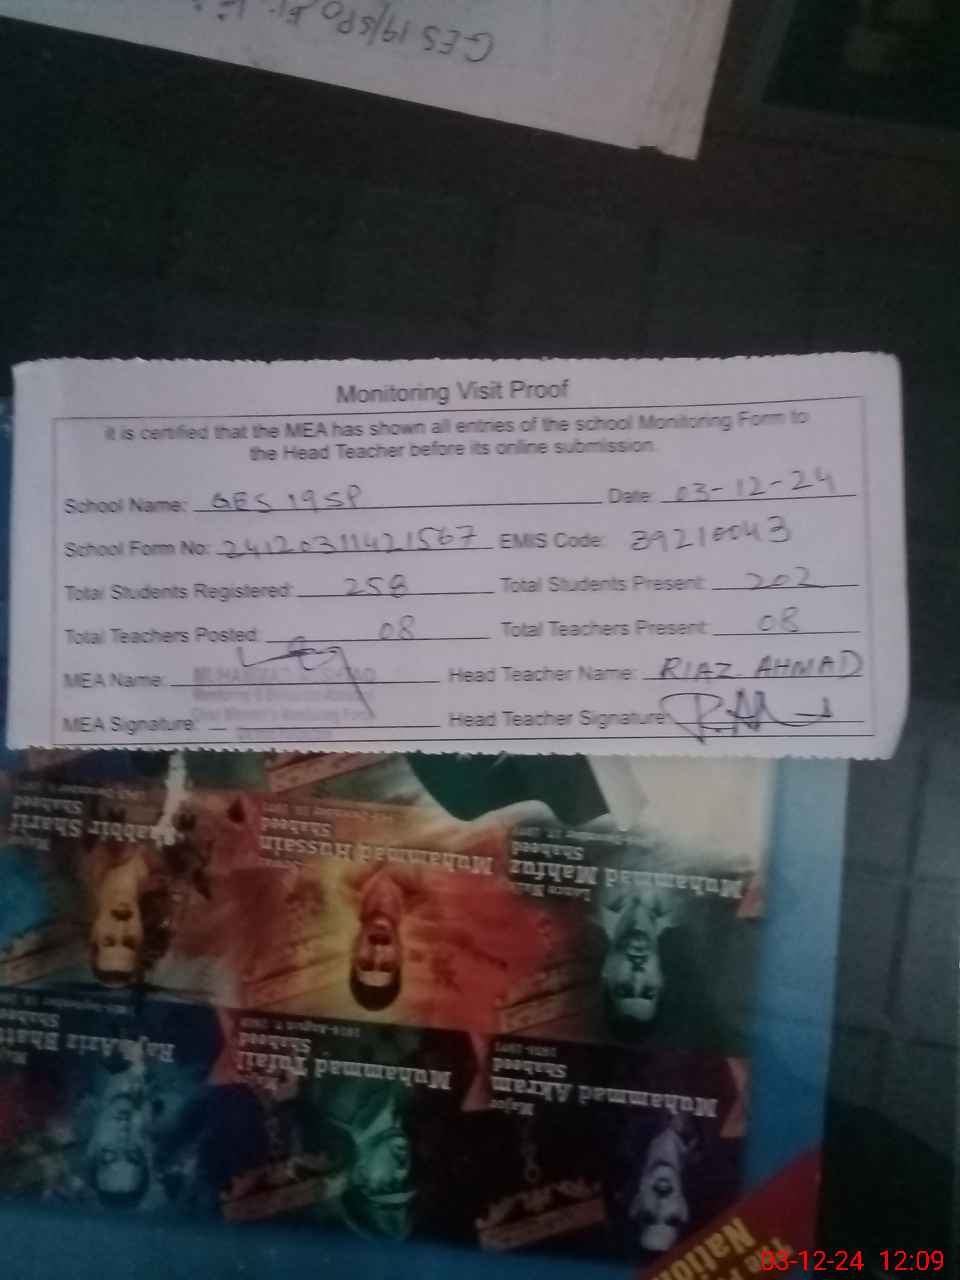 GES 19/SP
Monitoring Visit Proof
It is certified that the MEA has shown all entries of the school Monitoring Form to
the Head Teacher before its online submission.
School Name: GES 19SP Date: 03-12-24
School Form No: 24120311421567 EMIS Code: 39210043
Total Students Registered: 258 Total Students Present: 202
Total Teachers Posted: 08 Total Teachers Present: 08
MEA Name: Head Teacher Name: RIAZ AHMAD
MEA Signature: Head Teacher Signature:
Shabbir Sharif
Shaheed
Muhammad Hussain
Shaheed
Muhammad Mahfuz
Shaheed
Raja Aziz Bhatti
Muhammad Tufail
Shaheed
Major
Muhammad Akram
Shaheed
03-12-24 12:09